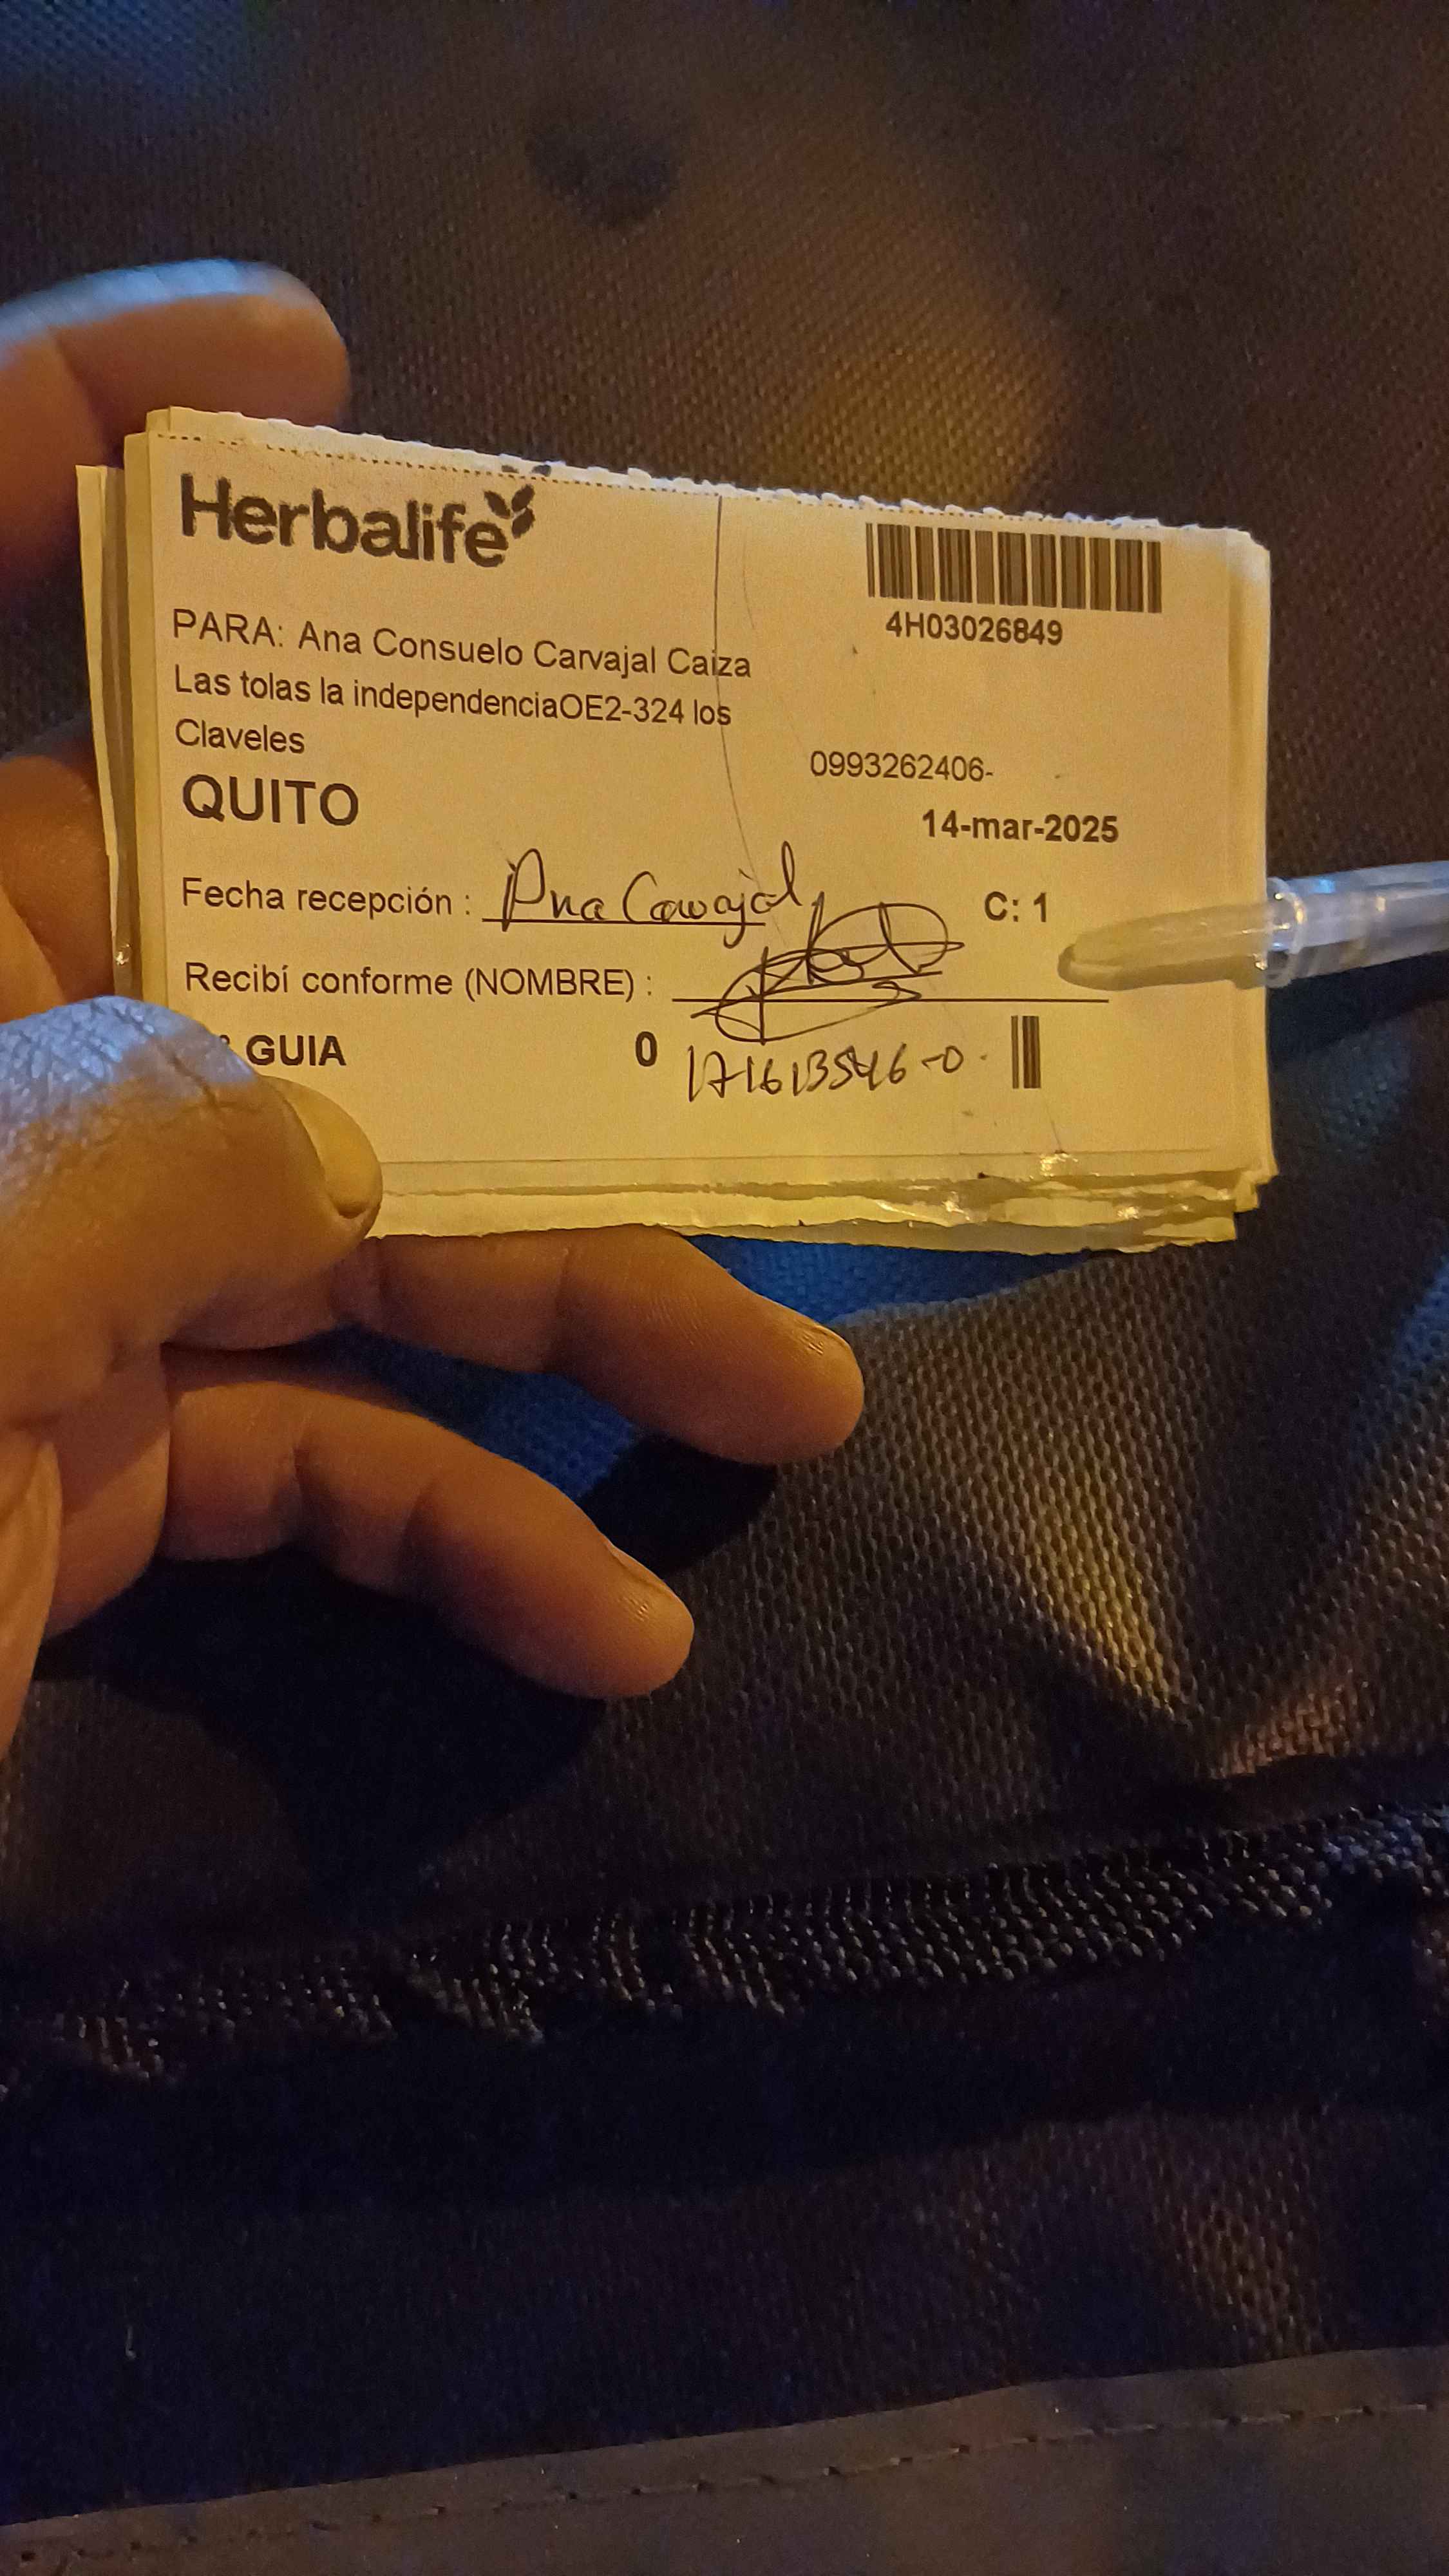 Herbalife
4H03026849
PARA: Ana Consuelo Carvajal Caiza
Las tolas la independenciaOE2-324 los
Claveles
0993262406-
QUITO
14-mar-2025
Fecha recepción : Ana Carvajal
C: 1
Recibí conforme (NOMBRE) :
GUIA 0
171613546-0